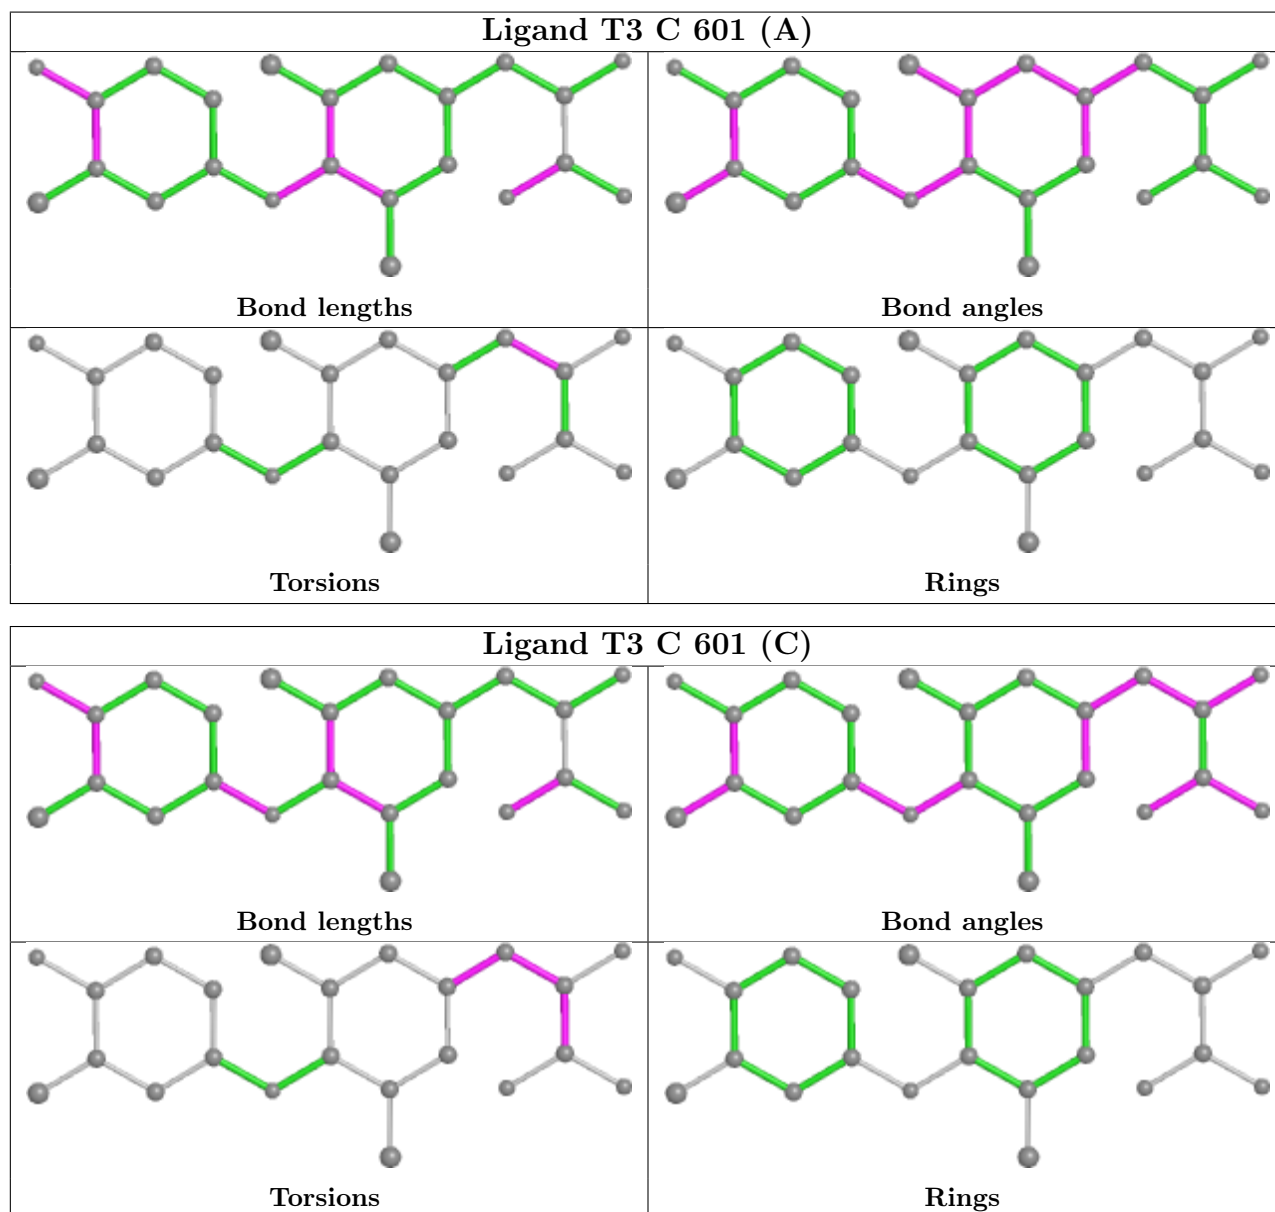 Ligand T3 C 601 (A)
Bond lengths
Bond angles
Torsions
Rings
Ligand T3 C 601 (C)
Bond lengths
Bond angles
Torsions
Rings